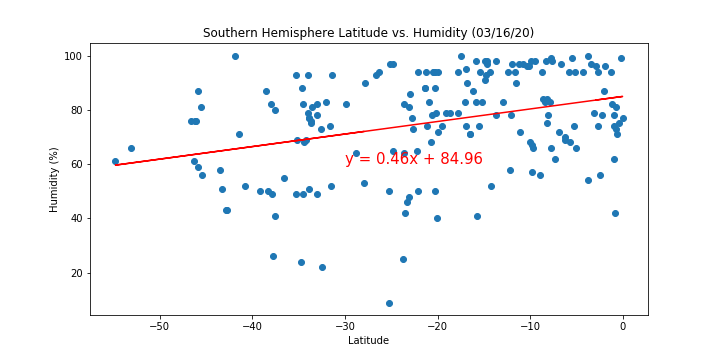 Southern Hemisphere Latitude vs. Humidity (03/16/20)
100
80
60
40
20
Humidity (%)
y = 0.46x + 84.96
−50
−40
−30
−20
−10
0
Latitude